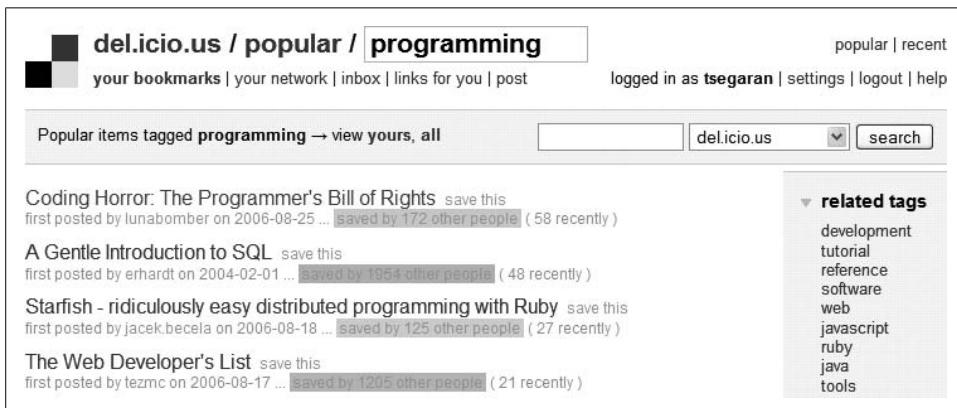 del.icio.us / popular / programming
popular | recent
your bookmarks | your network | inbox | links for you | post
logged in as tsegaran | settings | logout | help
Popular items tagged programming → view yours, all
del.icio.us
search
Coding Horror: The Programmer's Bill of Rights save this
first posted by lunabomber on 2006-08-25 ... saved by 172 other people ( 58 recently )
A Gentle Introduction to SQL save this
first posted by erhardt on 2004-02-01 ... saved by 1954 other people ( 48 recently )
Starfish - ridiculously easy distributed programming with Ruby save this
first posted by jacek.becela on 2006-08-18 ... saved by 125 other people ( 27 recently )
The Web Developer's List save this
first posted by tezmc on 2006-08-17 ... saved by 1205 other people ( 21 recently )
related tags
development
tutorial
reference
software
web
javascript
ruby
java
tools